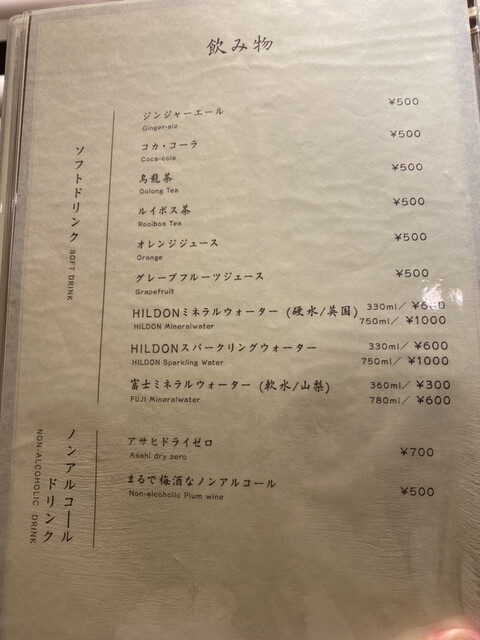 飲み物
ソフトドリンク SOFT DRINK
ジンジャーエール ¥500
Ginger-ale
コカ・コーラ ¥500
Coca-cola
烏龍茶 ¥500
Oolong Tea
ルイボス茶 ¥500
Rooibos Tea
オレンジジュース ¥500
Orange
グレープフルーツジュース ¥500
Grapefruit
HILDONミネラルウォーター (硬水/英国) 330ml/ ¥600
HILDON Mineralwater 750ml/ ¥1000
HILDONスパークリングウォーター 330ml/ ¥600
HILDON Sparkling Water 750ml/ ¥1000
富士ミネラルウォーター (軟水/山梨) 360ml/ ¥300
FUJI Mineralwater 780ml/ ¥600
ノンアルコール
ドリンク
NON-ALCOHOLIC DRINK
アサヒドライゼロ ¥700
Asahi dry zero
まるで梅酒なノンアルコール ¥500
Non-alcoholic Plum wine